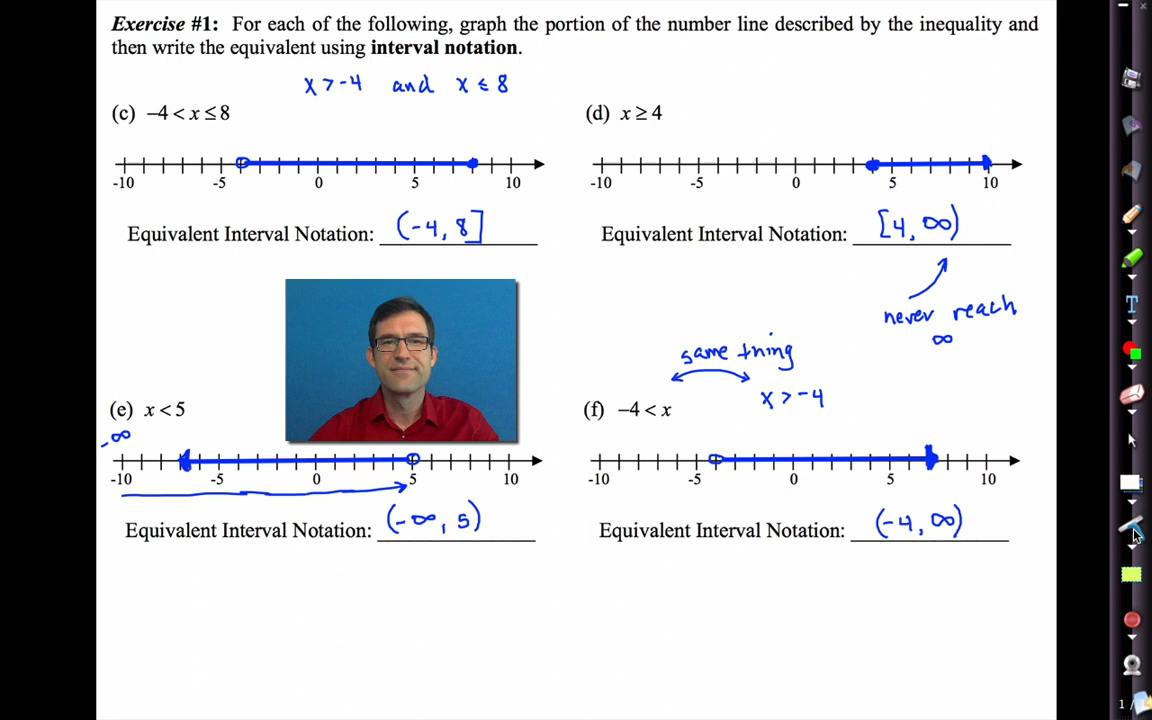 Exercise #1: For each of the following, graph the portion of the number line described by the inequality and
then write the equivalent using interval notation.
x > -4 and x ≤ 8
(c) −4 < x ≤ 8
(d) x ≥ 4
-10 -5 0 5 10
-10 -5 0 5 10
Equivalent Interval Notation: (-4, 8]
Equivalent Interval Notation: [4, ∞)
never reach
∞
same thing
(e) x < 5
(f) −4 < x
x > -4
-∞
-10 -5 0 5 10
-10 -5 0 5 10
Equivalent Interval Notation: (-∞, 5)
Equivalent Interval Notation: (-4, ∞)
T
1 /